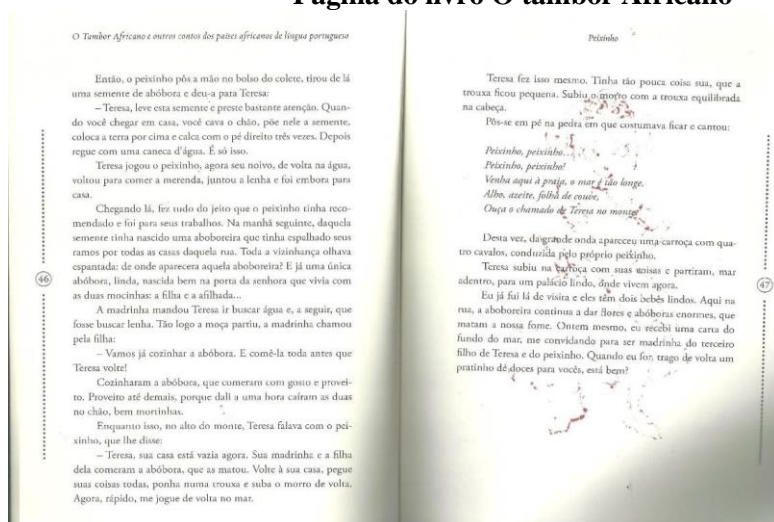 Página do livro O tambor Africano
O Tambor Africano e outros contos dos países africanos de língua portuguesa
Então, o peixinho pôs a mão no bolso do colete, tirou de lá
uma semente de abóbora e deu-a para Teresa:
– Teresa, leve esta semente e preste bastante atenção. Quan-
do você chegar em casa, você cava o chão, põe nele a semente,
coloca a terra por cima e calca com o pé direito três vezes. Depois
regue com uma caneca d'água. É só isso.
Teresa jogou o peixinho, agora seu noivo, de volta na água,
voltou para comer a merenda, juntou a lenha e foi embora para
casa.
Chegando lá, fez tudo do jeito que o peixinho tinha reco-
mendado e foi para seus trabalhos. Na manhã seguinte, daquela
semente tinha nascido uma aboboreira que tinha espalhado seus
ramos por todas as casas daquela rua. Toda a vizinhança olhava
espantada: de onde aparecera aquela aboboreira? E já uma única
abóbora, linda, nascida bem na porta da senhora que vivia com
as duas mocinhas: a filha e a afilhada...
A madrinha mandou Teresa ir buscar água e, a seguir, que
fosse buscar lenha. Tão logo a moça partiu, a madrinha chamou
pela filha:
– Vamos já cozinhar a abóbora. E comê-la toda antes que
Teresa volte!
Cozinharam a abóbora, que comeram com gosto e provei-
to. Proveito até demais, porque dali a uma hora caíram as duas
no chão, bem mortinhas.
Enquanto isso, no alto do monte, Teresa falava com o pei-
xinho, que lhe disse:
– Teresa, sua casa está vazia agora. Sua madrinha e a filha
dela comeram a abóbora, que as matou. Volte à sua casa, pegue
suas coisas todas, ponha numa trouxa e suba o morro de volta.
Agora, rápido, me jogue de volta no mar.
46
Peixinho
Teresa fez isso mesmo. Tinha tão pouca coisa sua, que a
trouxa ficou pequena. Subiu o morro com a trouxa equilibrada
na cabeça.
Pôs-se em pé na pedra em que costumava ficar e cantou:
Peixinho, peixinho...
Peixinho, peixinho!
Venha aqui à praia, o mar é tão longe.
Alho, azeite, folha de couve,
Ouça o chamado de Teresa no monte!
Desta vez, da grande onda apareceu uma carroça com qua-
tro cavalos, conduzida pelo próprio peixinho.
Teresa subiu na carroça com suas coisas e partiram, mar
adentro, para um palácio lindo, onde vivem agora.
Eu já fui lá de visita e eles têm dois bebês lindos. Aqui na
rua, a aboboreira continua a dar flores e abóboras enormes, que
matam a nossa fome. Ontem mesmo, eu recebi uma carta do
fundo do mar, me convidando para ser madrinha do terceiro
filho de Teresa e do peixinho. Quando eu for, trago de volta um
pratinho de doces para vocês, está bem?
47